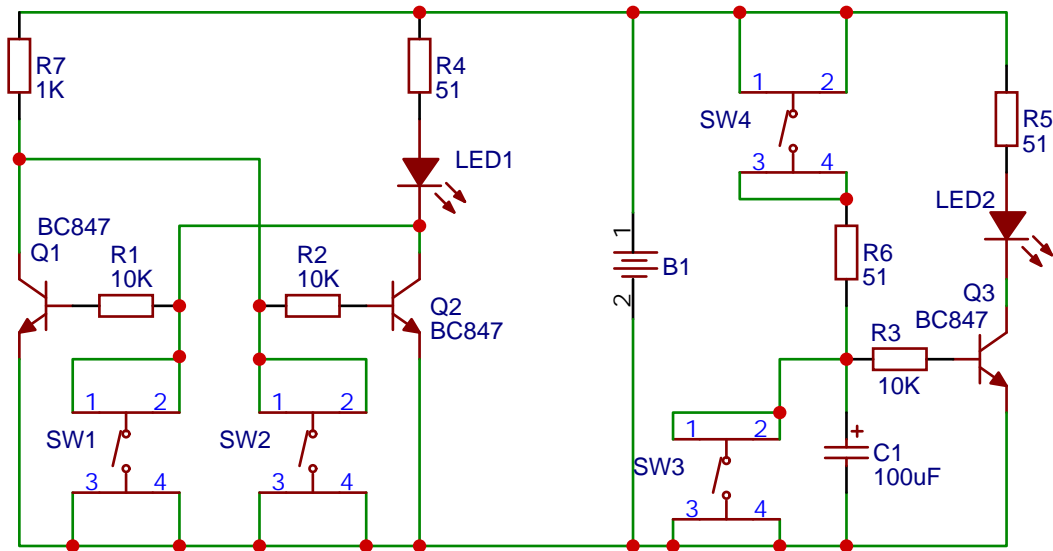 R7
1K
R4
51
LED1
BC847
Q1
R1
10K
R2
10K
Q2
BC847
1 2
SW1
3 4
1 2
SW2
3 4
1
B1
2
1 2
SW4
3 4
R5
51
LED2
R6
51
Q3
BC847
R3
10K
1 2
SW3
3 4
+
C1
100uF